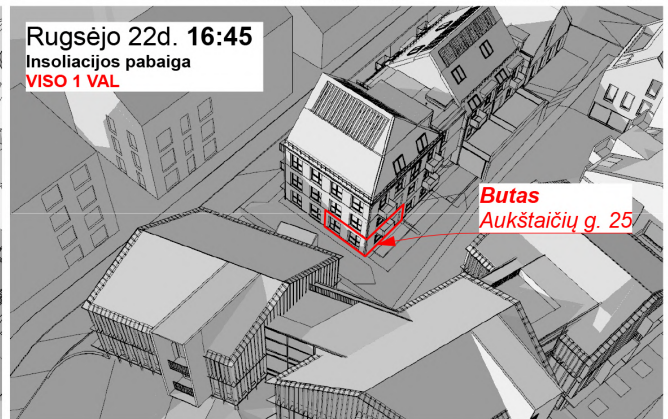 Rugsėjo 22d. 16:45
Insoliacijos pabaiga
VISO 1 VAL
Butas
Aukštaičių g. 25